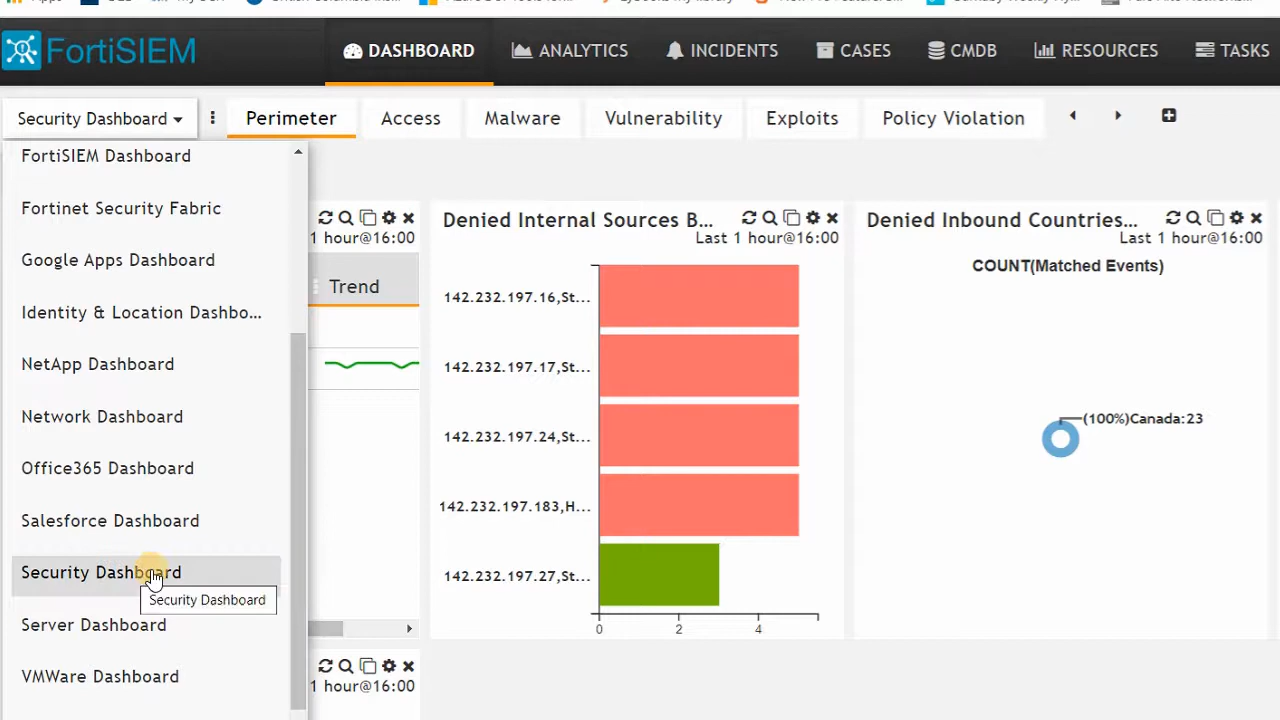 FortiSIEM
DASHBOARD
ANALYTICS
INCIDENTS
CASES
CMDB
RESOURCES
TASKS
Security Dashboard
Perimeter
Access
Malware
Vulnerability
Exploits
Policy Violation
FortiSIEM Dashboard
Fortinet Security Fabric
Google Apps Dashboard
Identity & Location Dashbo...
NetApp Dashboard
Network Dashboard
Office365 Dashboard
Salesforce Dashboard
Security Dashboard
Security Dashboard
Server Dashboard
VMWare Dashboard
1 hour@16:00
Trend
1 hour@16:00
Denied Internal Sources B...
Last 1 hour@16:00
142.232.197.16,St...
142.232.197.17,St...
142.232.197.24,St...
142.232.197.183,H...
142.232.197.27,St...
0 2 4
Denied Inbound Countries...
Last 1 hour@16:00
COUNT(Matched Events)
(100%)Canada:23